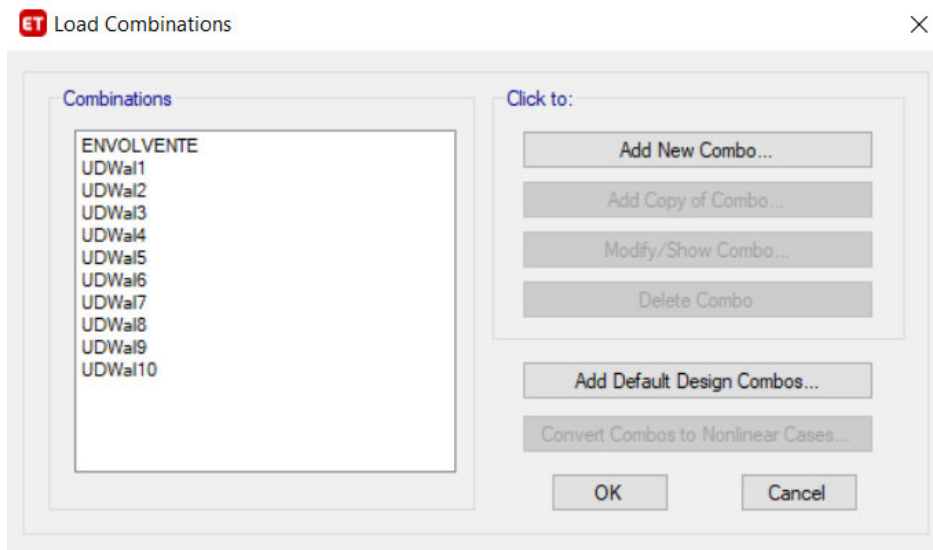 ET Load Combinations
Combinations
ENVOLVENTE
UDWal1
UDWal2
UDWal3
UDWal4
UDWal5
UDWal6
UDWal7
UDWal8
UDWal9
UDWal10
Click to:
Add New Combo...
Add Copy of Combo...
Modify/Show Combo...
Delete Combo
Add Default Design Combos...
Convert Combos to Nonlinear Cases...
OK
Cancel